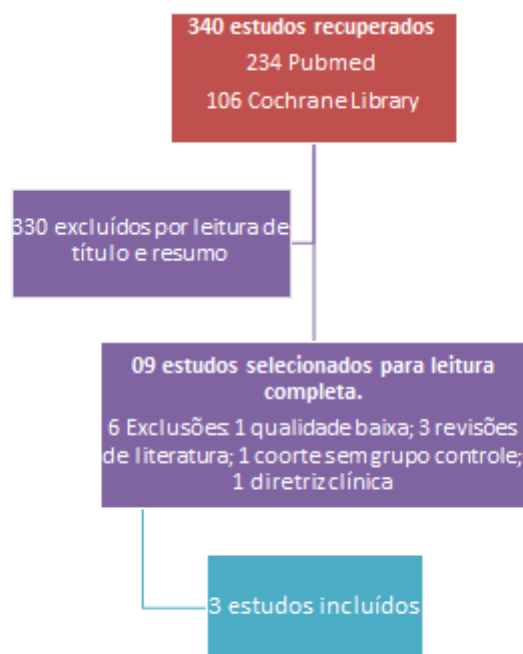 340 estudos recuperados
234 Pubmed
106 Cochrane Library
330 excluídos por leitura de
título e resumo
09 estudos selecionados para leitura
completa.
6 Exclusões: 1 qualidade baixa; 3 revisões
de literatura; 1 coorte sem grupo controle;
1 diretriz clínica
3 estudos incluídos